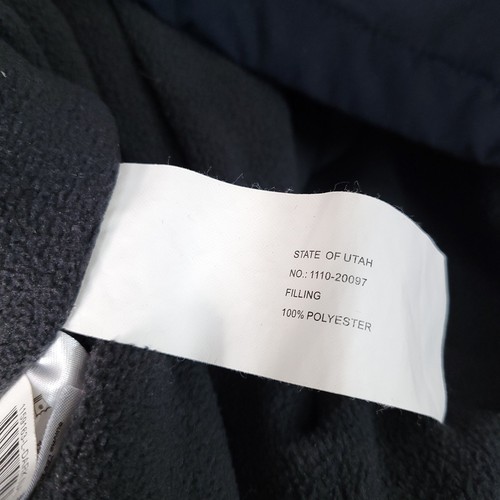 STATE OF UTAH
NO.: 1110-20097
FILLING
100% POLYESTER